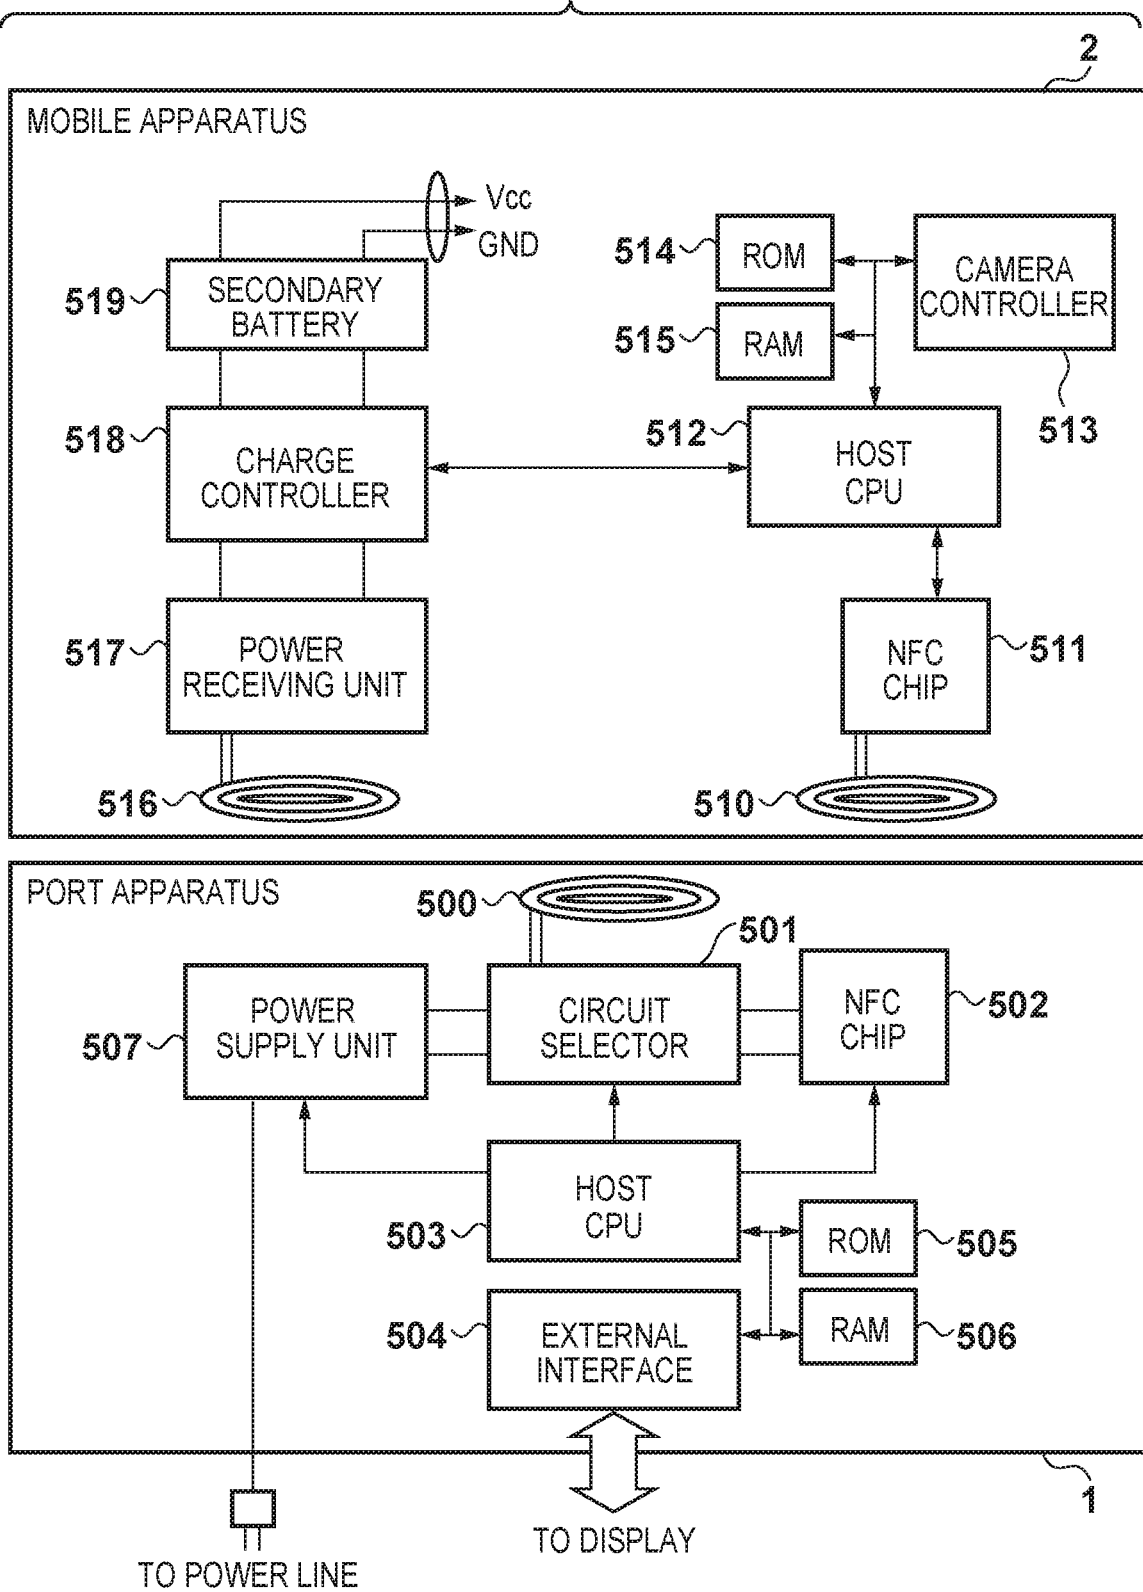 2
MOBILE APPARATUS
Vcc
GND
514
ROM
CAMERA
CONTROLLER
519
SECONDARY
BATTERY
515
RAM
513
518
CHARGE
CONTROLLER
512
HOST
CPU
517
POWER
RECEIVING UNIT
NFC
CHIP
511
516
510
PORT APPARATUS
500
501
507
POWER
SUPPLY UNIT
CIRCUIT
SELECTOR
NFC
CHIP
502
503
HOST
CPU
ROM
505
504
EXTERNAL
INTERFACE
RAM
506
1
TO DISPLAY
TO POWER LINE